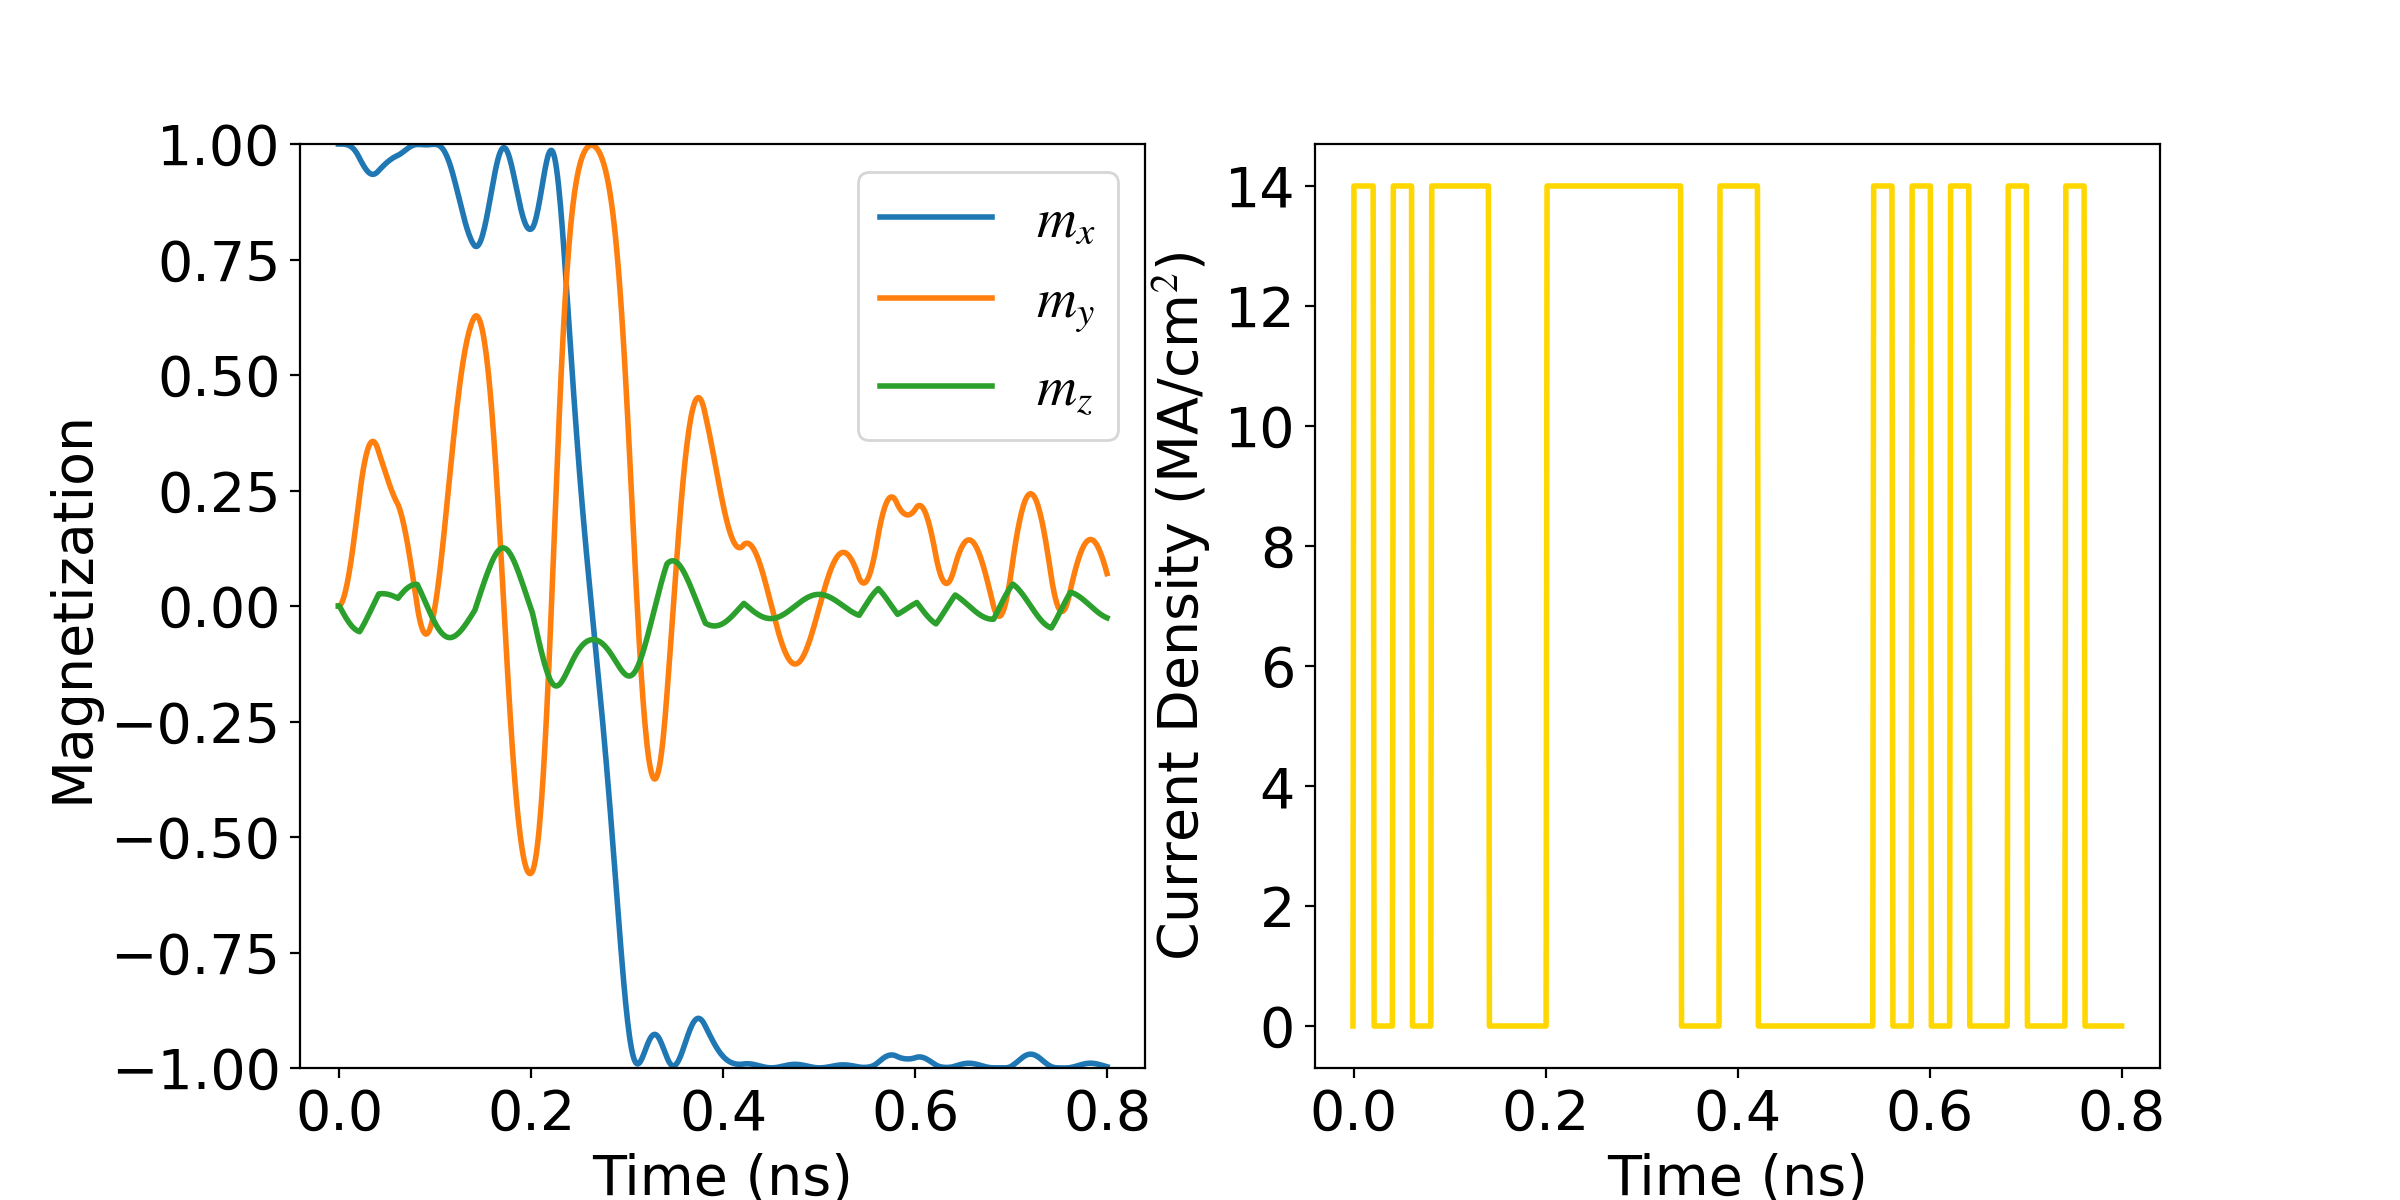 1.00
0.75
0.50
0.25
0.00
−0.25
−0.50
−0.75
−1.00
Magnetization
0.0 0.2 0.4 0.6 0.8
Time (ns)
m_x
m_y
m_z
14
12
10
8
6
4
2
0
Current Density (MA/cm²)
0.0 0.2 0.4 0.6 0.8
Time (ns)